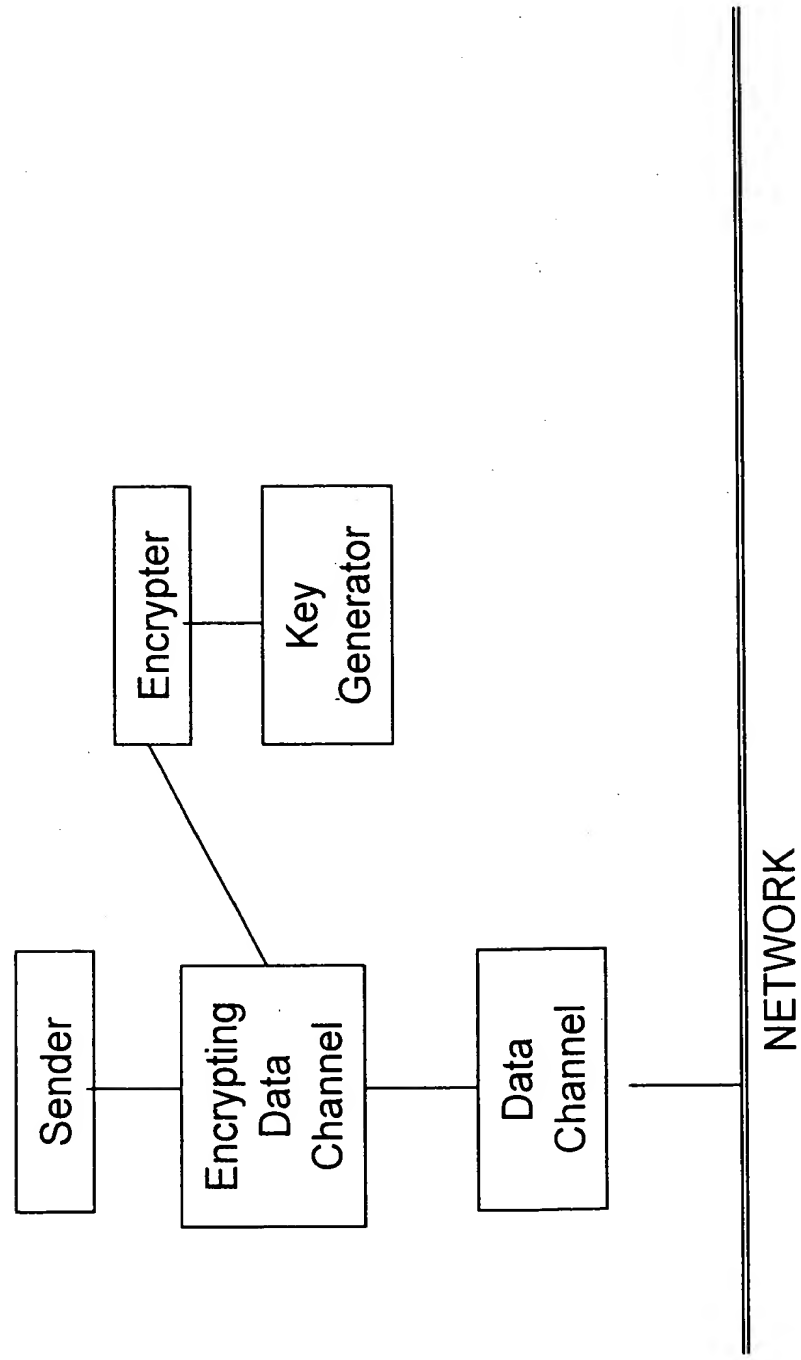 Sender
Encrypting
Data
Channel
Data
Channel
Encrypter
Key
Generator
NETWORK